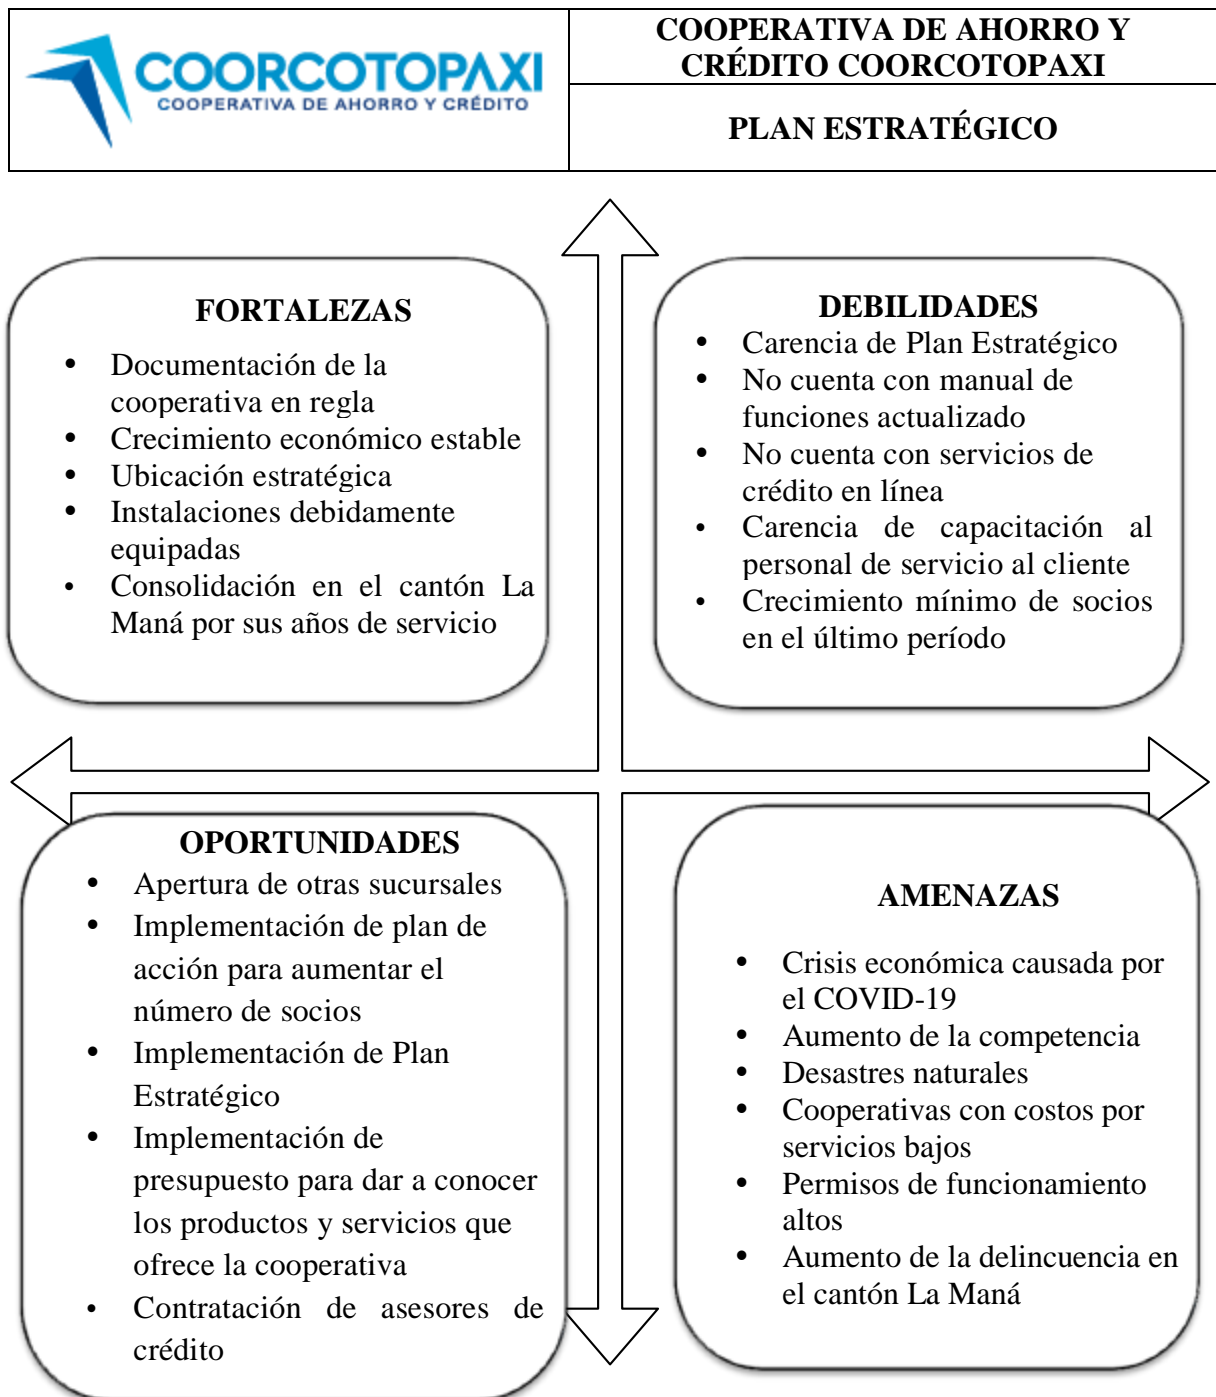 COORCOTOPAXI
COOPERATIVA DE AHORRO Y CRÉDITO
COOPERATIVA DE AHORRO Y
CRÉDITO COORCOTOPAXI
PLAN ESTRATÉGICO
FORTALEZAS
• Documentación de la
cooperativa en regla
• Crecimiento económico estable
• Ubicación estratégica
• Instalaciones debidamente
equipadas
• Consolidación en el cantón La
Maná por sus años de servicio
DEBILIDADES
• Carencia de Plan Estratégico
• No cuenta con manual de
funciones actualizado
• No cuenta con servicios de
crédito en línea
• Carencia de capacitación al
personal de servicio al cliente
• Crecimiento mínimo de socios
en el último período
OPORTUNIDADES
• Apertura de otras sucursales
• Implementación de plan de
acción para aumentar el
número de socios
• Implementación de Plan
Estratégico
• Implementación de
presupuesto para dar a conocer
los productos y servicios que
ofrece la cooperativa
• Contratación de asesores de
crédito
AMENAZAS
• Crisis económica causada por
el COVID-19
• Aumento de la competencia
• Desastres naturales
• Cooperativas con costos por
servicios bajos
• Permisos de funcionamiento
altos
• Aumento de la delincuencia en
el cantón La Maná